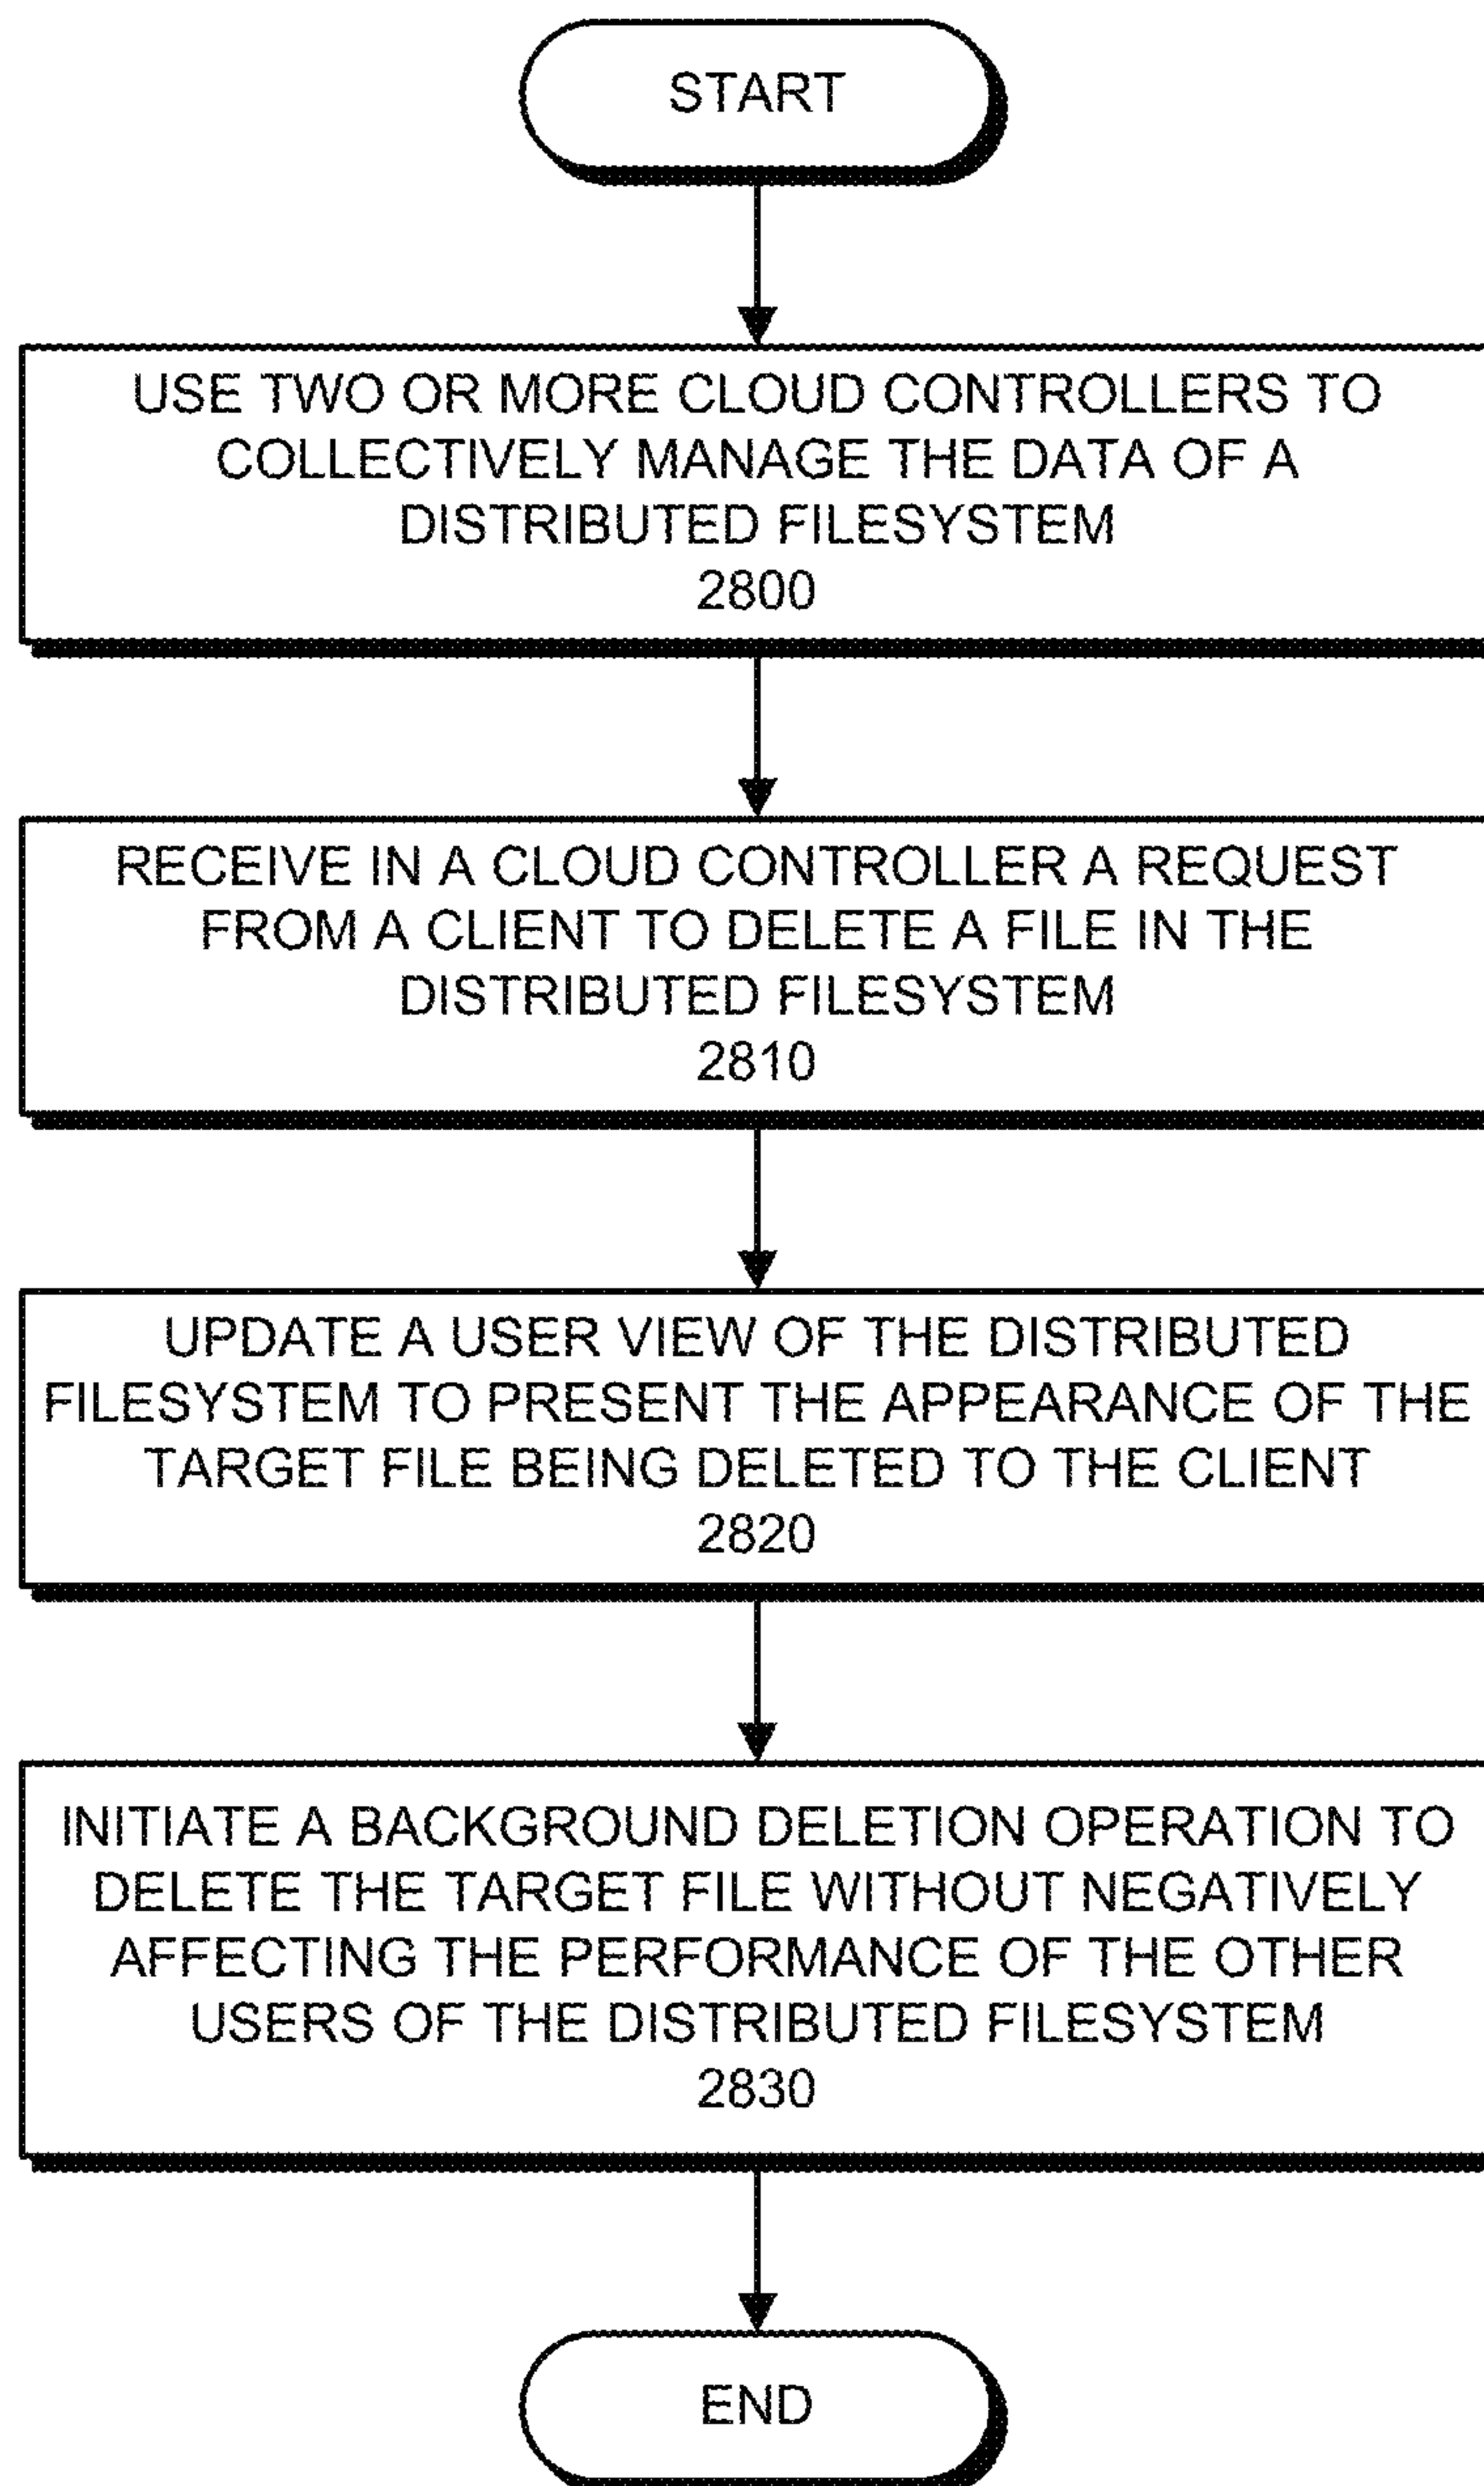 START
USE TWO OR MORE CLOUD CONTROLLERS TO
COLLECTIVELY MANAGE THE DATA OF A
DISTRIBUTED FILESYSTEM
2800
RECEIVE IN A CLOUD CONTROLLER A REQUEST
FROM A CLIENT TO DELETE A FILE IN THE
DISTRIBUTED FILESYSTEM
2810
UPDATE A USER VIEW OF THE DISTRIBUTED
FILESYSTEM TO PRESENT THE APPEARANCE OF THE
TARGET FILE BEING DELETED TO THE CLIENT
2820
INITIATE A BACKGROUND DELETION OPERATION TO
DELETE THE TARGET FILE WITHOUT NEGATIVELY
AFFECTING THE PERFORMANCE OF THE OTHER
USERS OF THE DISTRIBUTED FILESYSTEM
2830
END